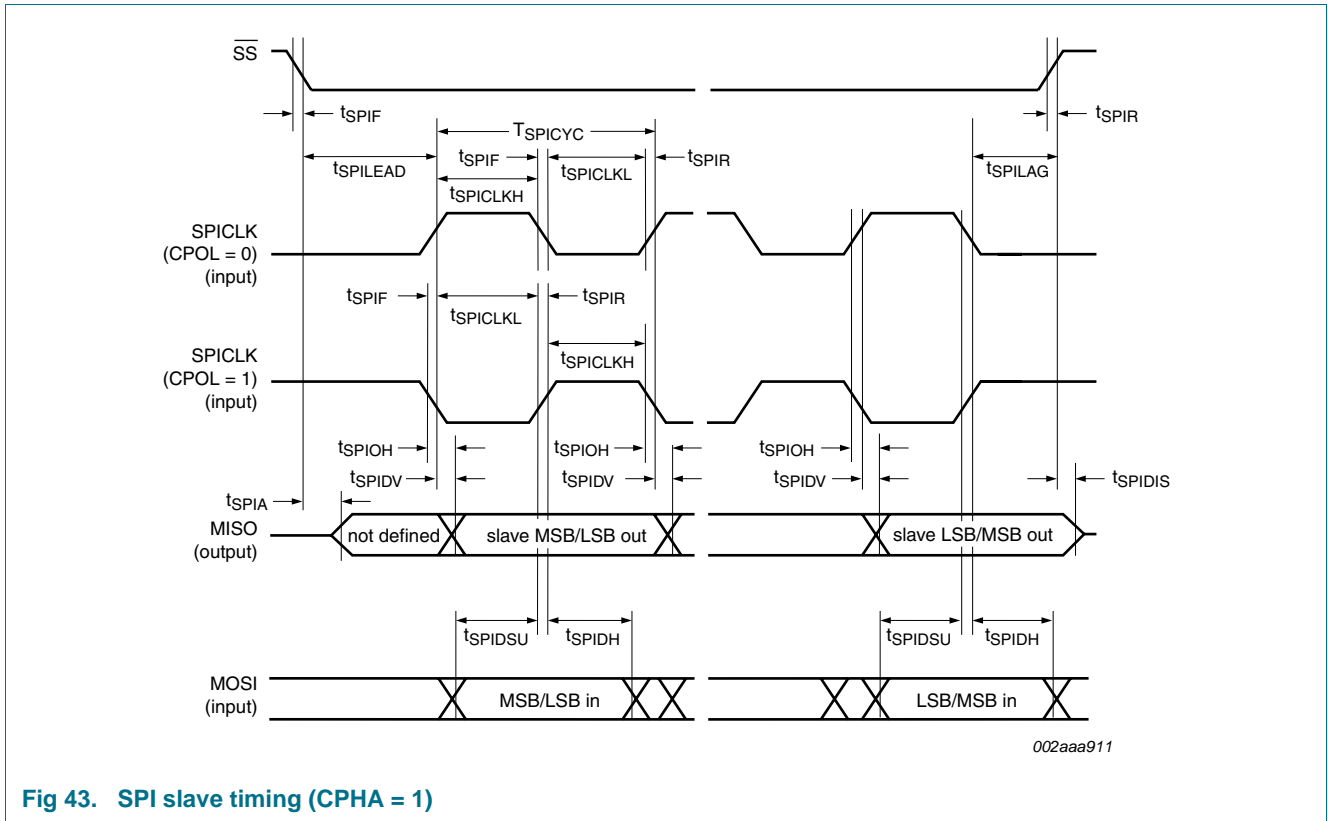 SS
tSPIF
TSPICYC
tSPIR
tSPIF
tSPIR
tSPILEAD
tSPICLKL
tSPILAG
tSPICLKH
SPICLK
(CPOL = 0)
(input)
tSPIF
tSPIR
tSPICLKL
SPICLK
(CPOL = 1)
(input)
tSPICLKH
tSPIOH
tSPIOH
tSPIOH
tSPIDV
tSPIDV
tSPIDV
tSPIDIS
tSPIA
MISO
(output)
not defined
slave MSB/LSB out
slave LSB/MSB out
tSPIDSU
tSPIDH
tSPIDSU
tSPIDH
MOSI
(input)
MSB/LSB in
LSB/MSB in
002aaa911
Fig 43. SPI slave timing (CPHA = 1)